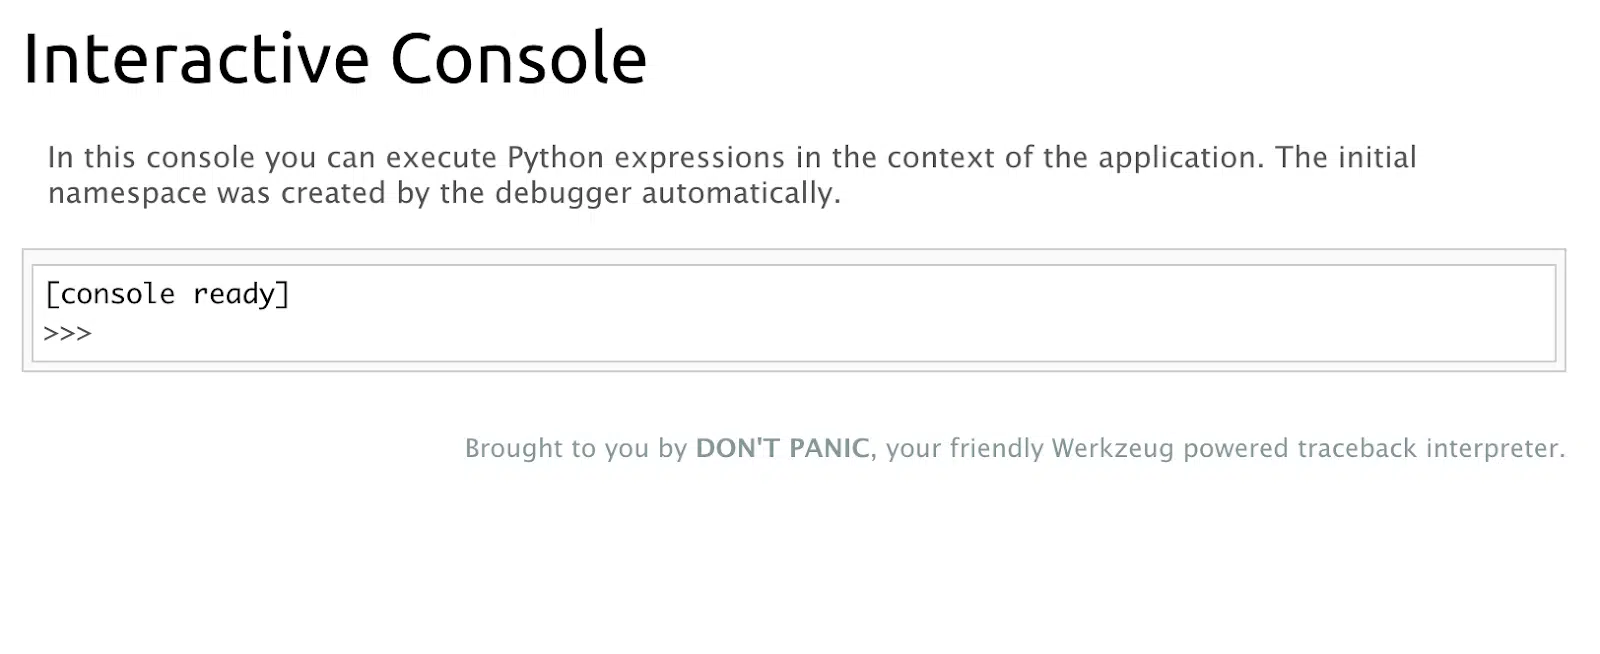 Interactive Console
In this console you can execute Python expressions in the context of the application. The initial
namespace was created by the debugger automatically.
[console ready]
>>>
Brought to you by DON'T PANIC, your friendly Werkzeug powered traceback interpreter.